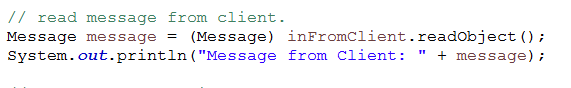 // read message from client.
Message message = (Message) inFromClient.readObject();
System.out.println("Message from Client: " + message);